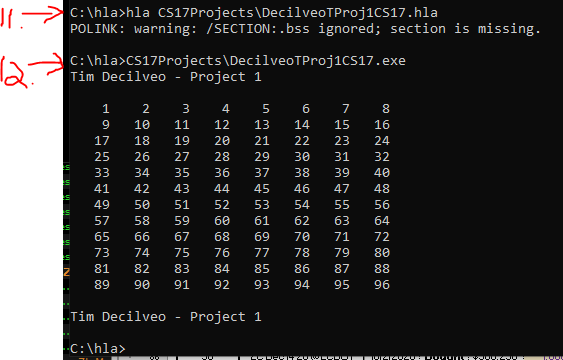 11. C:\hla>hla CS17Projects\DecilveoTProj1CS17.hla
POLINK: warning: /SECTION:.bss ignored; section is missing.
12. C:\hla>CS17Projects\DecilveoTProj1CS17.exe
Tim Decilveo - Project 1
1 2 3 4 5 6 7 8
9 10 11 12 13 14 15 16
17 18 19 20 21 22 23 24
25 26 27 28 29 30 31 32
33 34 35 36 37 38 39 40
41 42 43 44 45 46 47 48
49 50 51 52 53 54 55 56
57 58 59 60 61 62 63 64
65 66 67 68 69 70 71 72
73 74 75 76 77 78 79 80
81 82 83 84 85 86 87 88
89 90 91 92 93 94 95 96
Tim Decilveo - Project 1
C:\hla>